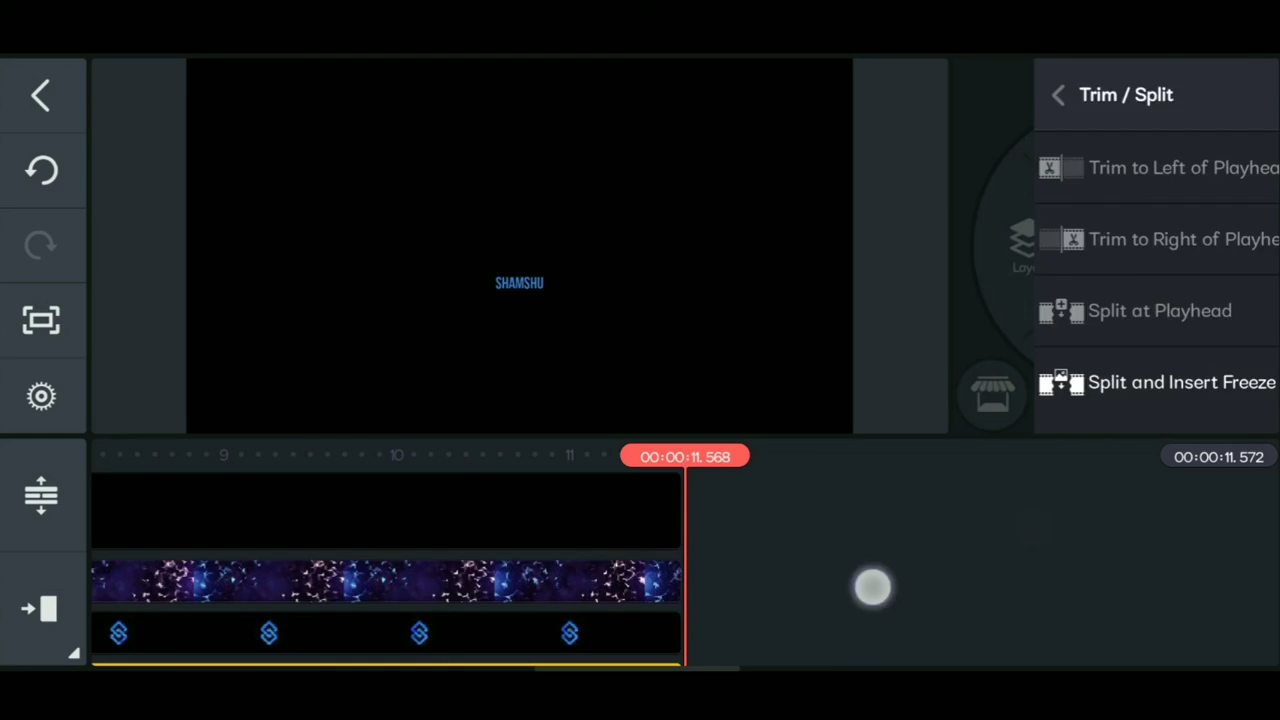 Trim / Split
Trim to Left of Playhea
Trim to Right of Playhe
Split at Playhead
Split and Insert Freeze
Laye
SHAMSHU
9
10
11
00:00:11.568
00:00:11.572